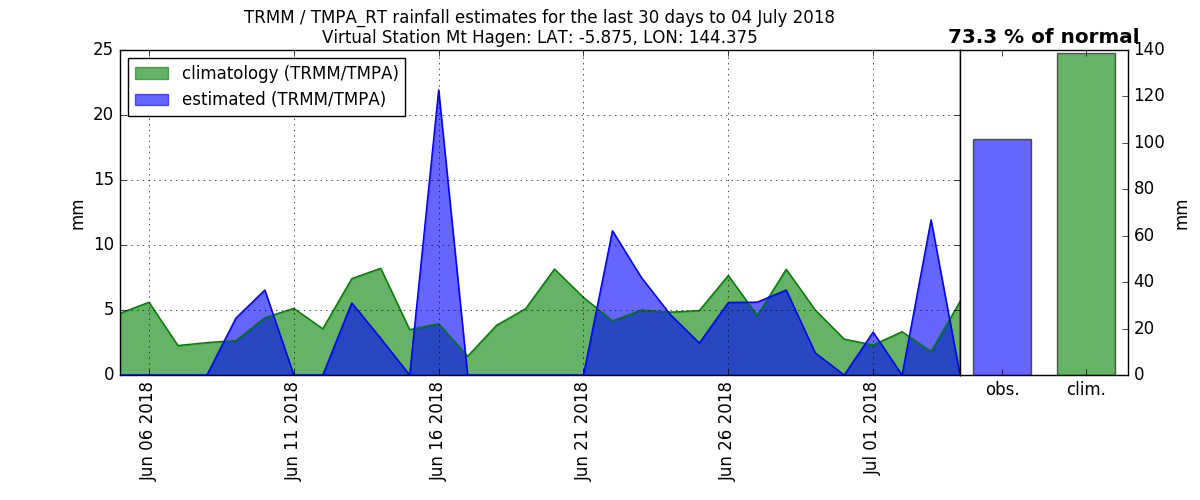 TRMM / TMPA_RT rainfall estimates for the last 30 days to 04 July 2018
Virtual Station Mt Hagen: LAT: -5.875, LON: 144.375
73.3 % of normal
climatology (TRMM/TMPA)
estimated (TRMM/TMPA)
25
20
15
10
5
0
mm
Jun 06 2018
Jun 11 2018
Jun 16 2018
Jun 21 2018
Jun 26 2018
Jul 01 2018
obs.
clim.
140
120
100
80
60
40
20
0
mm